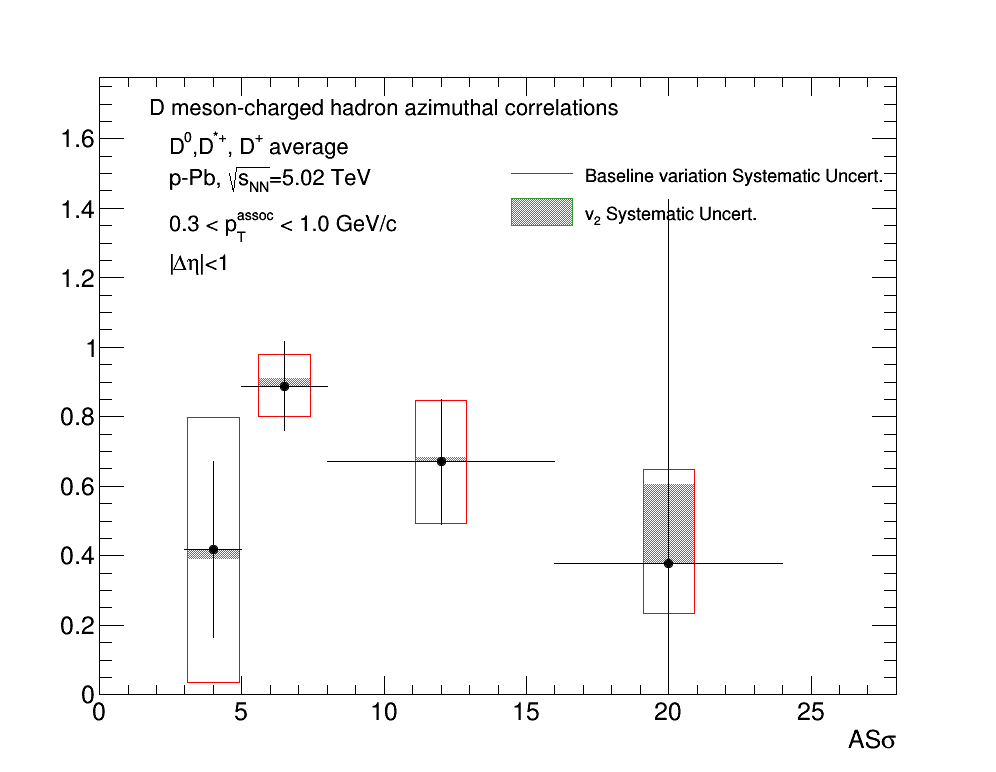 D meson-charged hadron azimuthal correlations
D⁰,D*⁺, D⁺ average
p-Pb, √sNN=5.02 TeV
0.3 < pTassoc < 1.0 GeV/c
|Δη|<1
Baseline variation Systematic Uncert.
v₂ Systematic Uncert.
1.6
1.4
1.2
1
0.8
0.6
0.4
0.2
0
0 5 10 15 20 25
ASσ